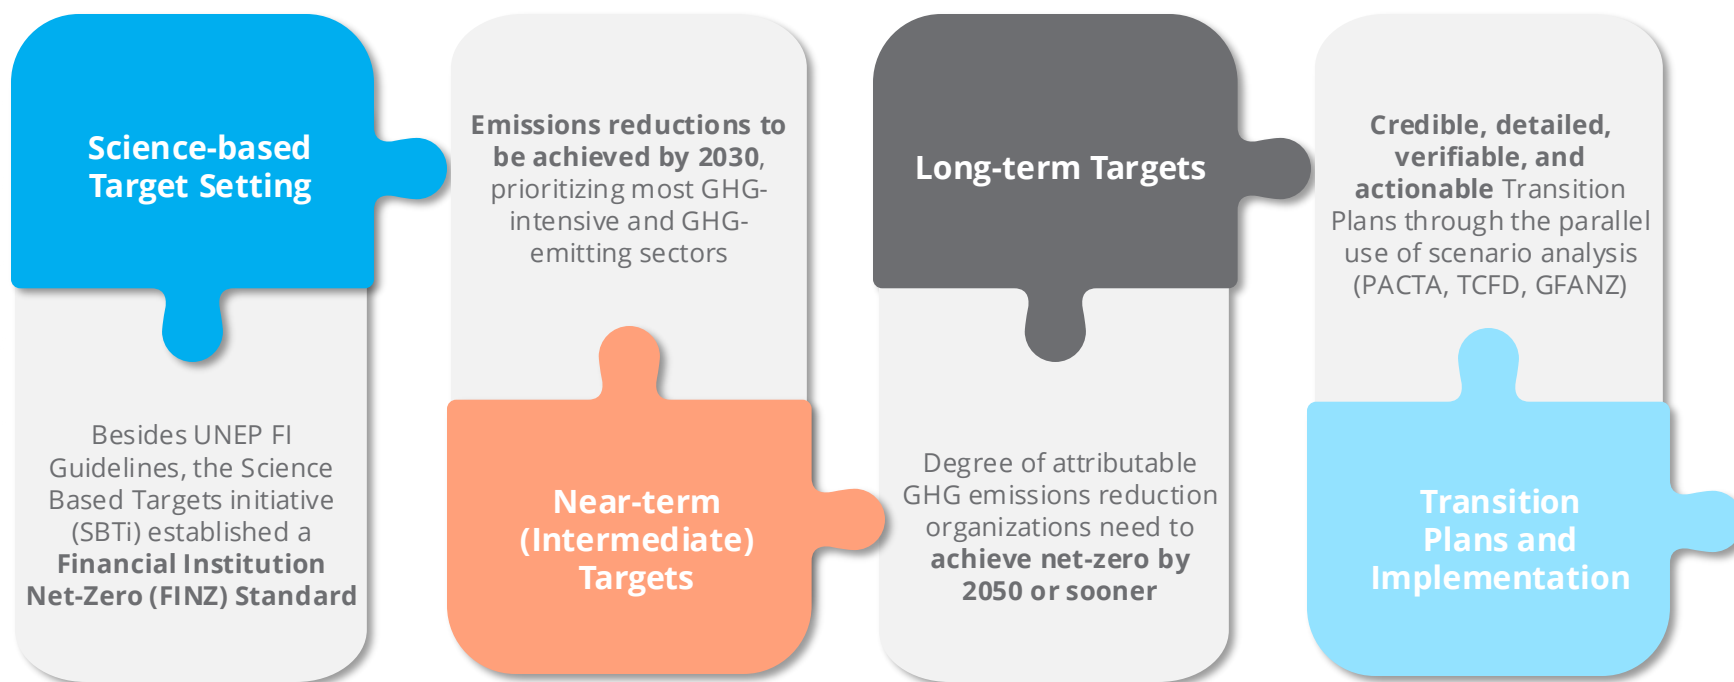 Science-based
Target Setting
Besides UNEP FI
Guidelines, the Science
Based Targets initiative
(SBTi) established a
Financial Institution
Net-Zero (FINZ) Standard
Emissions reductions to
be achieved by 2030,
prioritizing most GHG-
intensive and GHG-
emitting sectors
Near-term
(Intermediate)
Targets
Long-term Targets
Degree of attributable
GHG emissions reduction
organizations need to
achieve net-zero by
2050 or sooner
Credible, detailed,
verifiable, and
actionable Transition
Plans through the parallel
use of scenario analysis
(PACTA, TCFD, GFANZ)
Transition
Plans and
Implementation